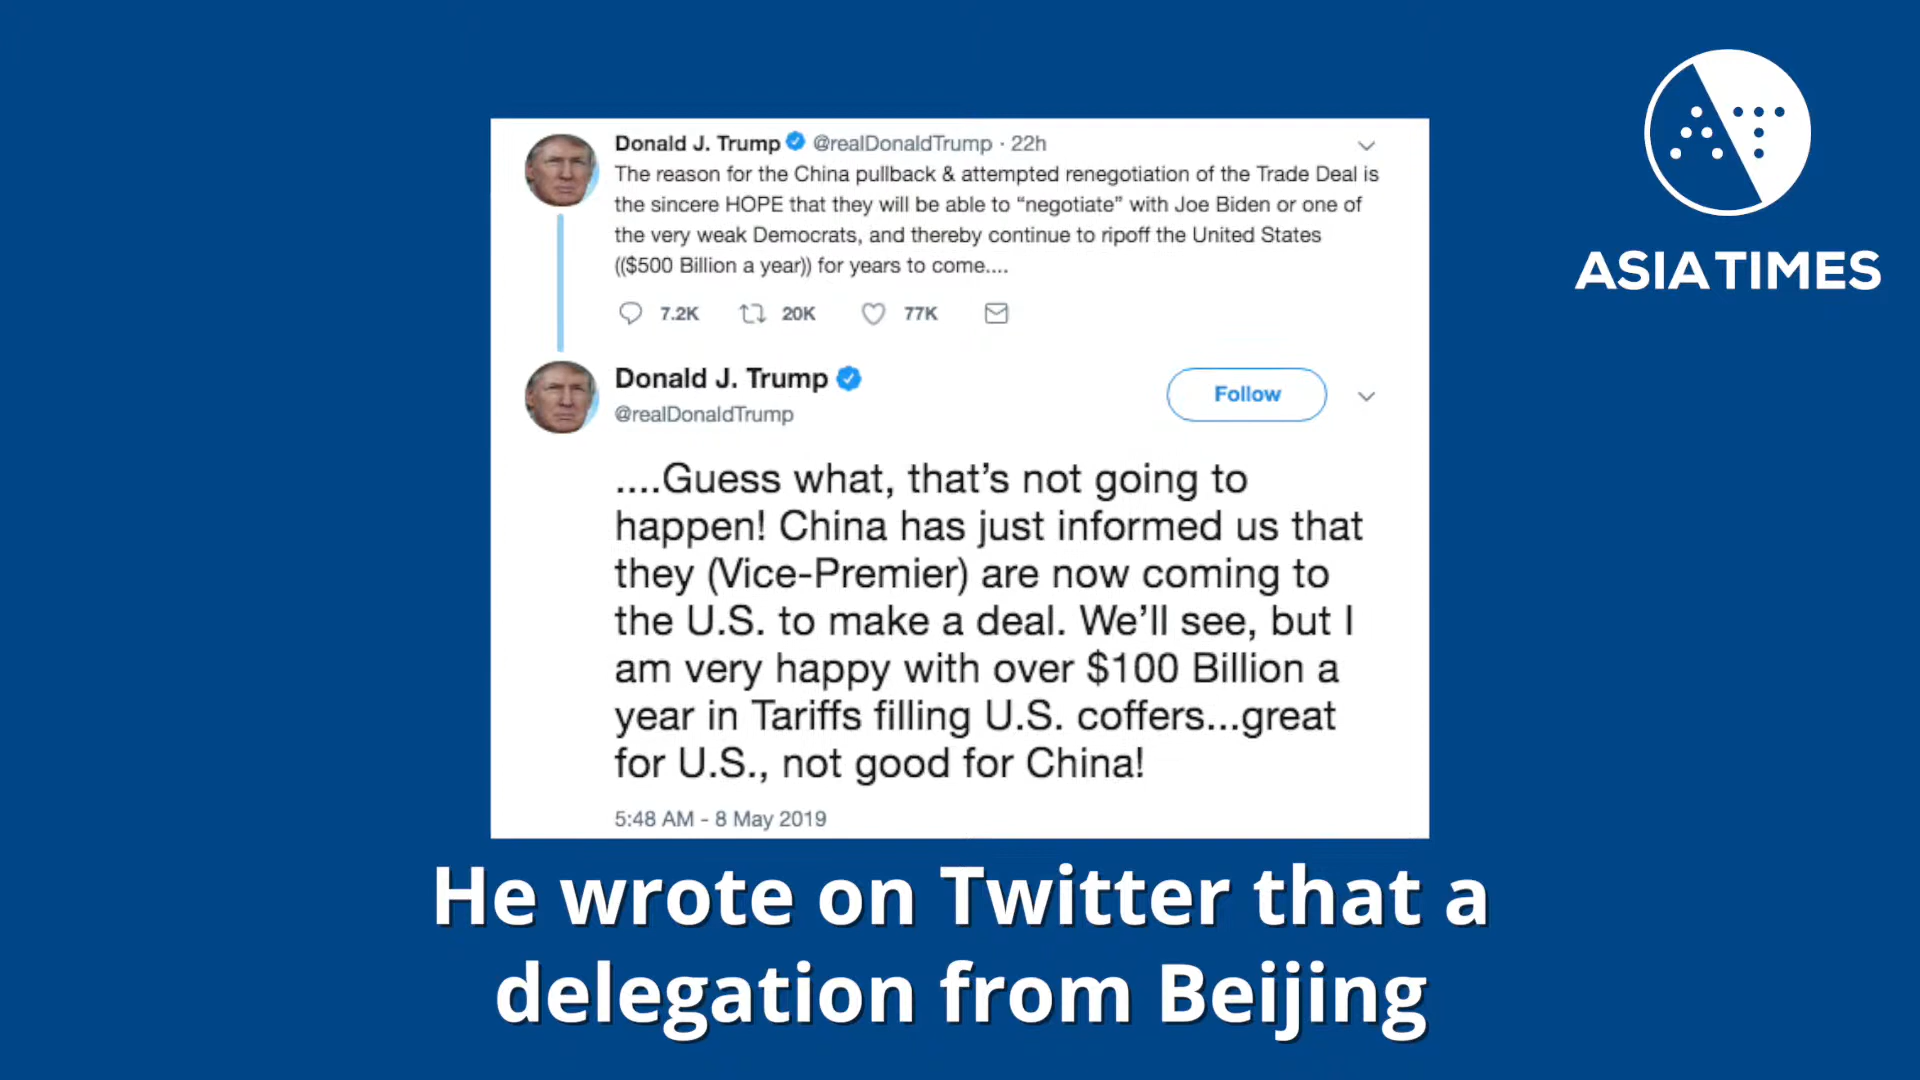 Donald J. Trump @realDonaldTrump · 22h
The reason for the China pullback & attempted renegotiation of the Trade Deal is
the sincere HOPE that they will be able to “negotiate” with Joe Biden or one of
the very weak Democrats, and thereby continue to ripoff the United States
(($500 Billion a year)) for years to come....
7.2K 20K 77K
Donald J. Trump
@realDonaldTrump
Follow
....Guess what, that’s not going to
happen! China has just informed us that
they (Vice-Premier) are now coming to
the U.S. to make a deal. We’ll see, but I
am very happy with over $100 Billion a
year in Tariffs filling U.S. coffers...great
for U.S., not good for China!
5:48 AM - 8 May 2019
ASIA TIMES
He wrote on Twitter that a
delegation from Beijing